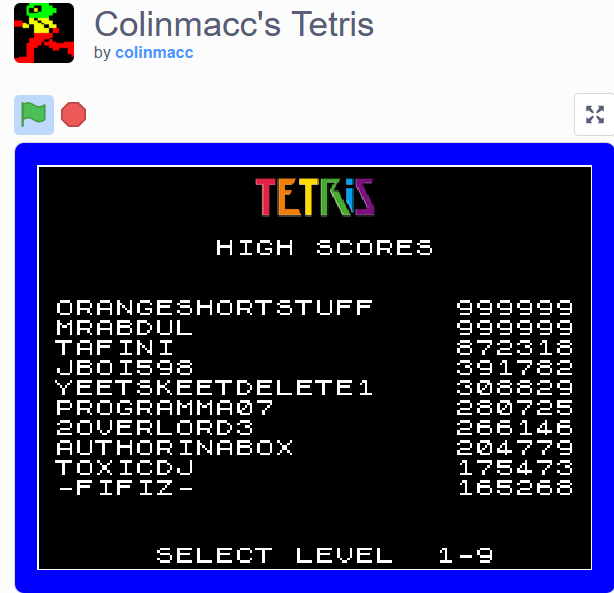 Colinmacc's Tetris
by colinmacc
TETRiS
HIGH SCORES
ORANGESHORTSTUFF 999999
MRABDUL 999999
TAFINI 872318
JBOI598 391782
YEETSKEETDELETE1 308829
PROGRAMMA07 280725
2OVERLORD3 266146
AUTHORINABOX 204779
TOXICDJ 175473
-FIFIZ- 165268
SELECT LEVEL 1-9